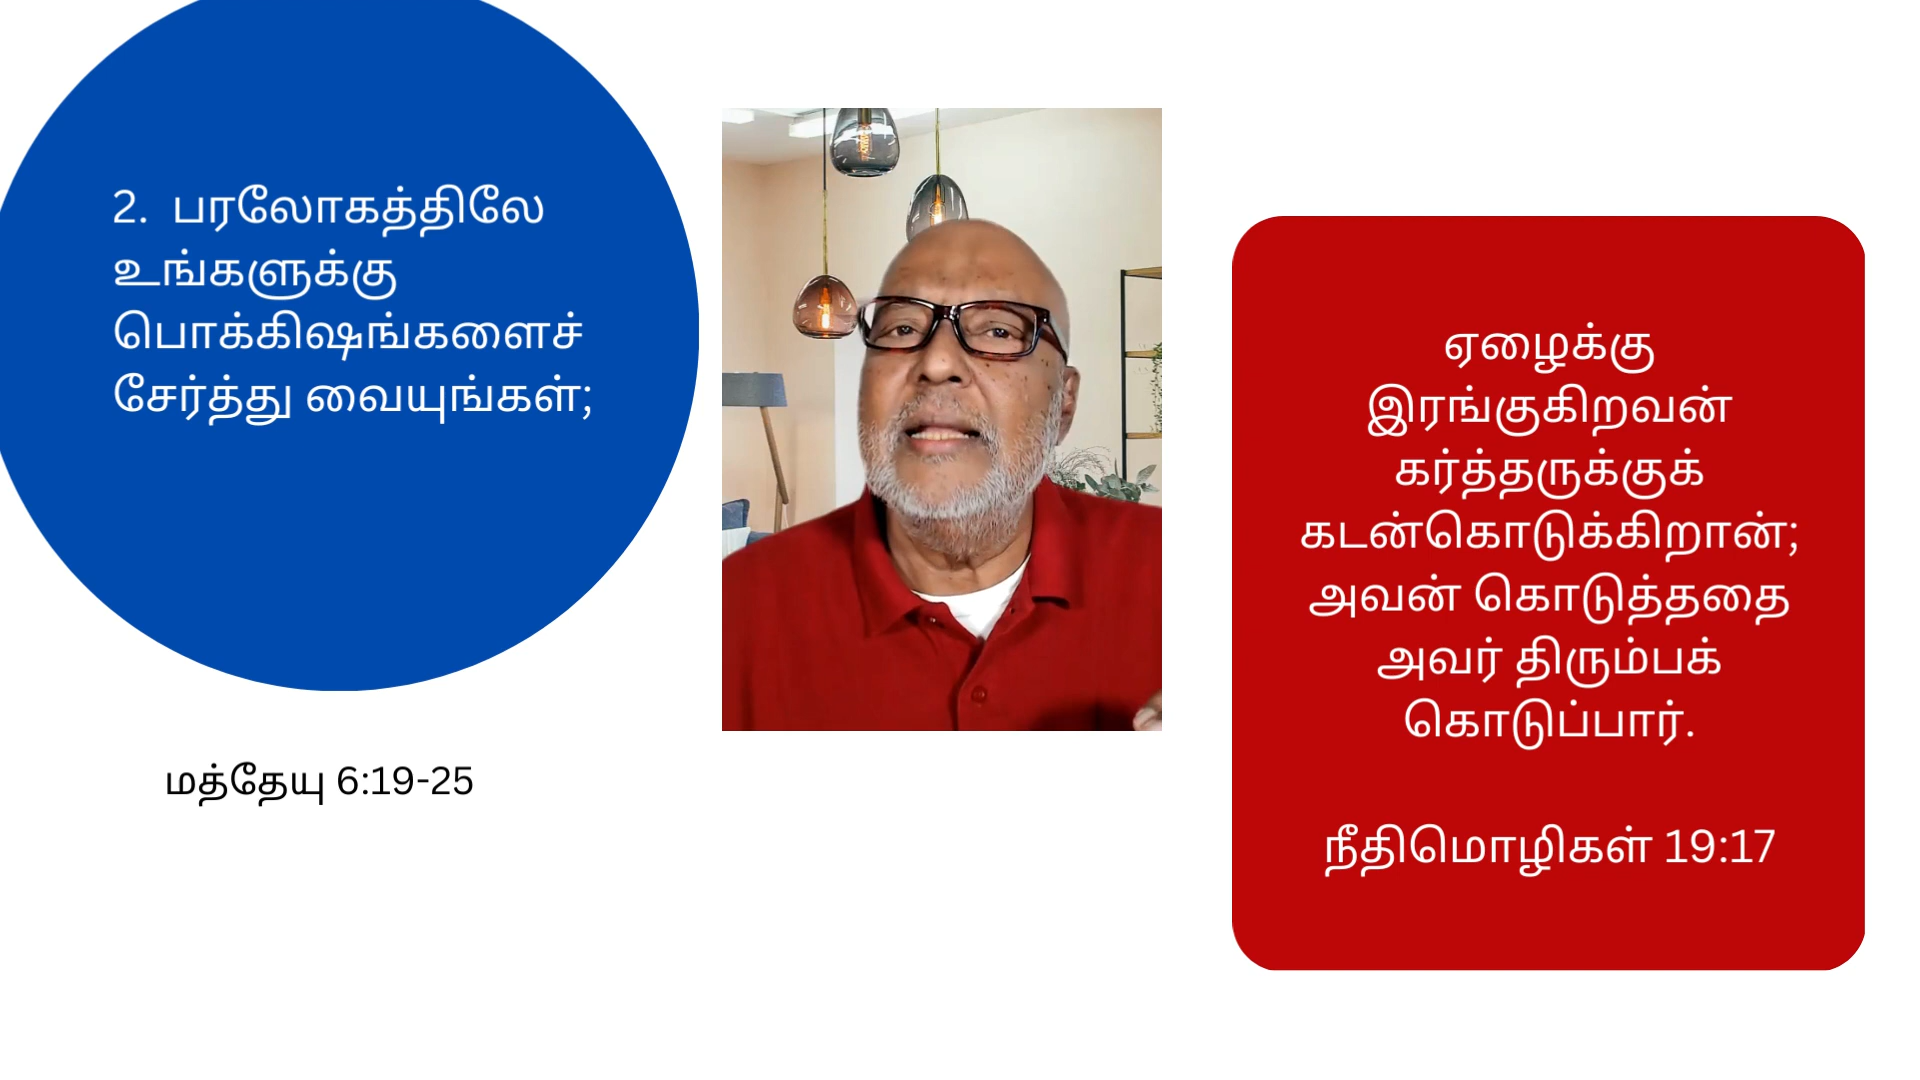 2. பரலோகத்திலே
உங்களுக்கு
பொக்கிஷங்களைச்
சேர்த்து வையுங்கள்;
மத்தேயு 6:19-25
ஏழைக்கு
இரங்குகிறவன்
கர்த்தருக்குக்
கடன்கொடுக்கிறான்;
அவன் கொடுத்ததை
அவர் திரும்பக்
கொடுப்பார்.
நீதிமொழிகள் 19:17